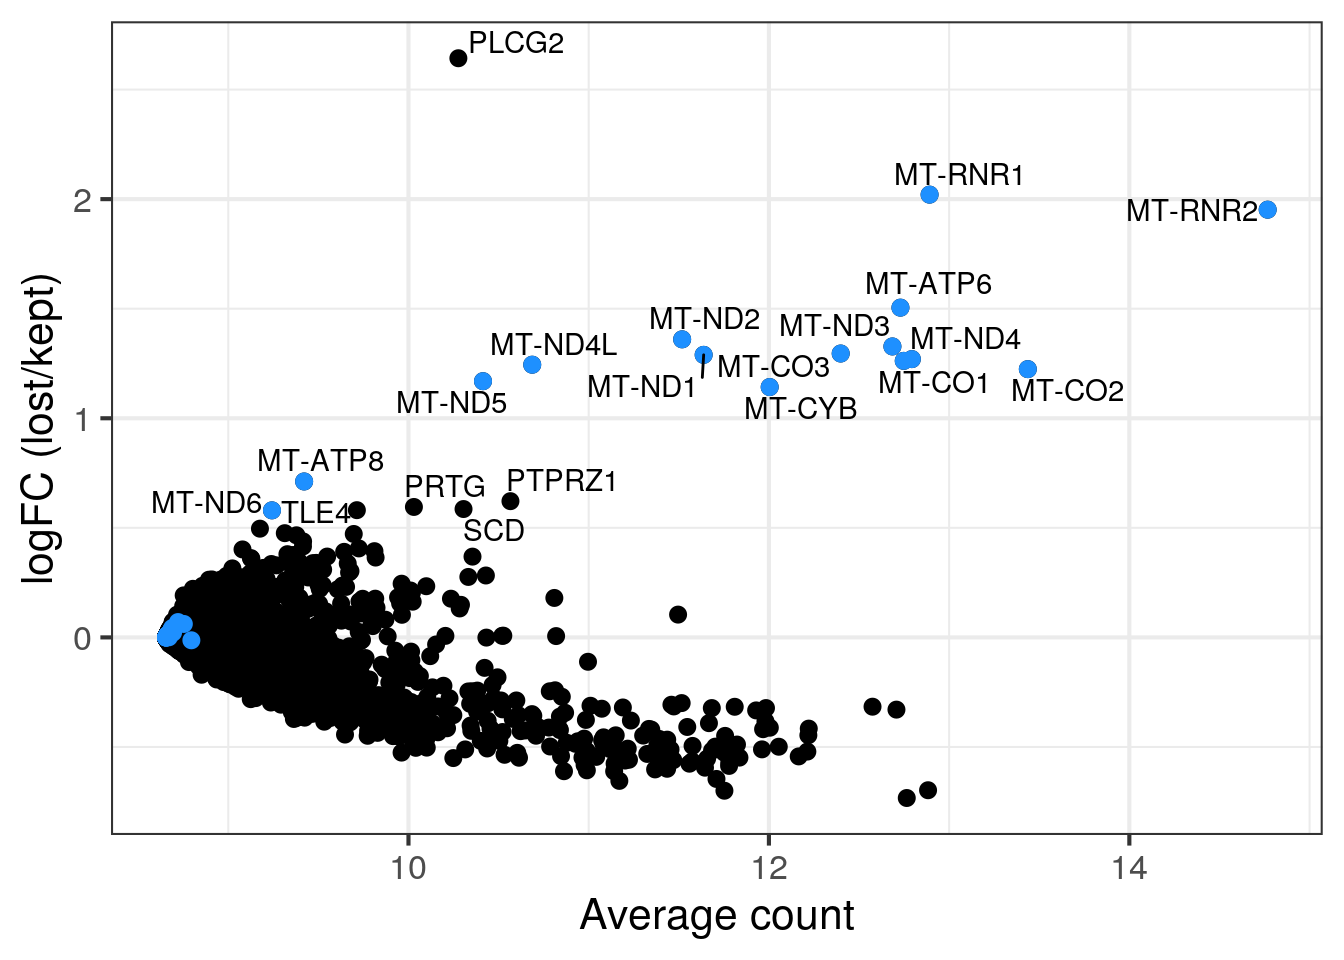 PLCG2
MT-RNR1
MT-RNR2
2
MT-ATP6
MT-ND2
MT-ND3
MT-ND4L
MT-ND4
MT-CO3
MT-ND1
MT-CO1
MT-CO2
MT-ND5
MT-CYB
1
MT-ATP8
PRTG
PTPRZ1
MT-ND6
TLE4
SCD
0
logFC (lost/kept)
10
12
14
Average count